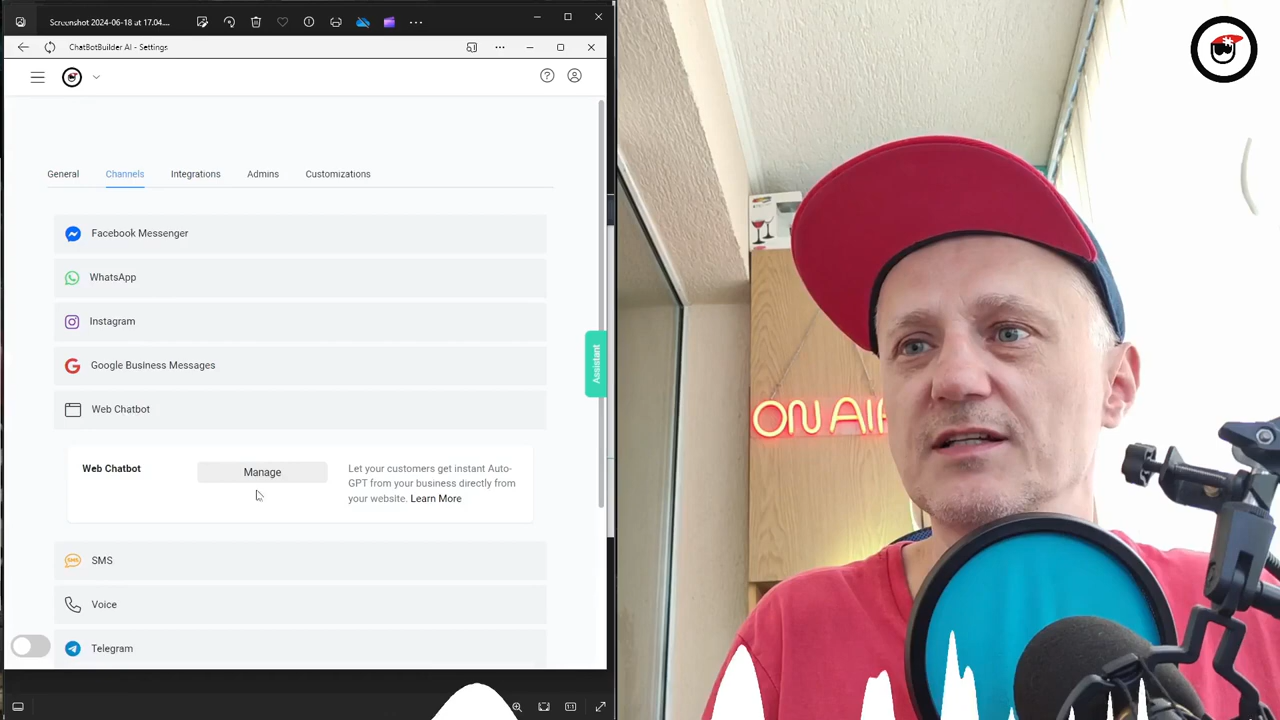 Screenshot 2024-06-18 at 17.04....
ChatBotBuilder AI - Settings
General
Channels
Integrations
Admins
Customizations
Facebook Messenger
WhatsApp
Instagram
Google Business Messages
Assistant
Web Chatbot
Web Chatbot
Manage
Let your customers get instant Auto-
GPT from your business directly from
your website. Learn More
SMS
SMS
Voice
Telegram
ON AIR